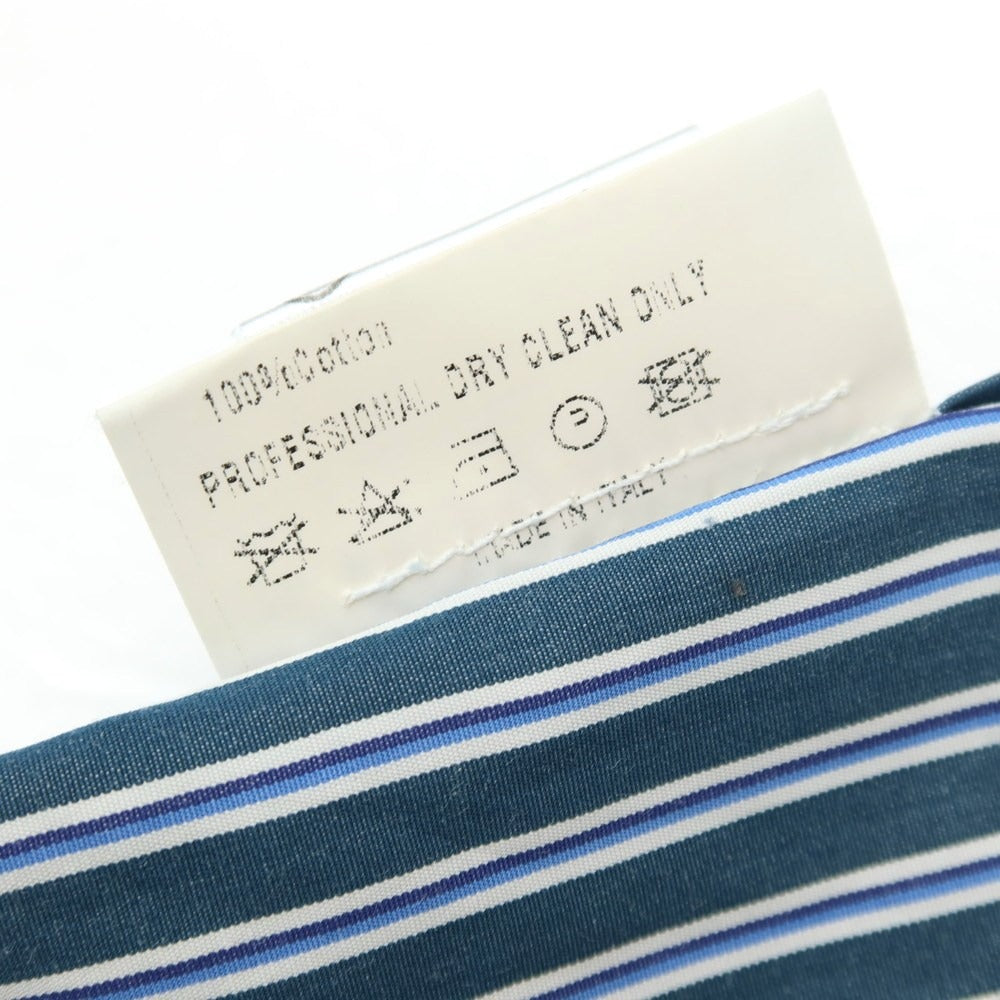 100%Cotton
PROFESSIONAL DRY CLEAN ONLY
P
MADE IN ITALY